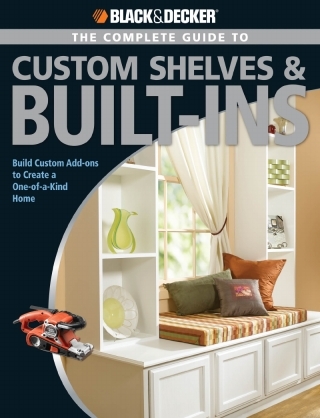 BLACK & DECKER®
THE COMPLETE GUIDE TO
CUSTOM SHELVES &
BUILT-INS
Build Custom Add-ons
to Create a
One-of-a-Kind
Home